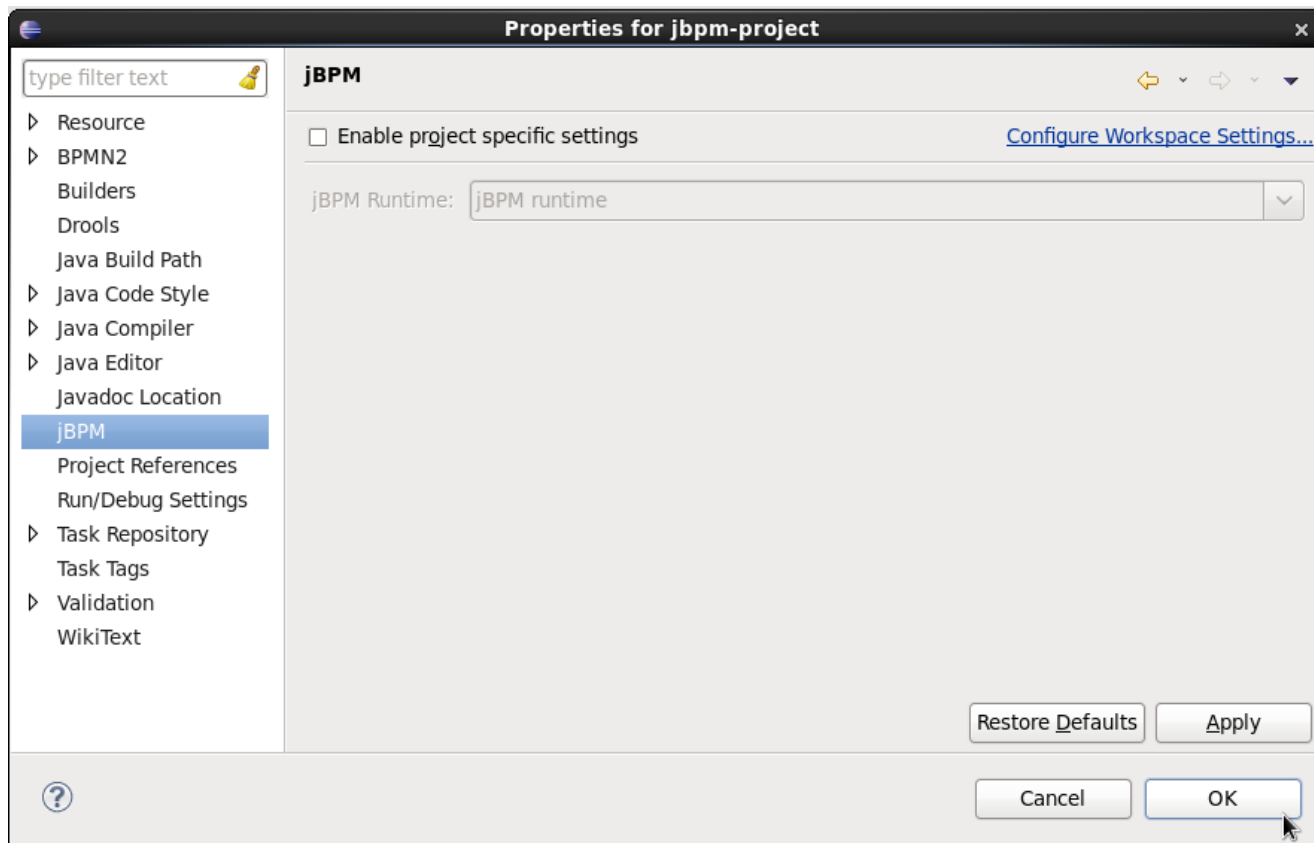 Properties for jbpm-project
type filter text
Resource
BPMN2
Builders
Drools
Java Build Path
Java Code Style
Java Compiler
Java Editor
Javadoc Location
jBPM
Project References
Run/Debug Settings
Task Repository
Task Tags
Validation
WikiText
jBPM
Enable project specific settings
Configure Workspace Settings...
jBPM Runtime: jBPM runtime
Restore Defaults Apply
? Cancel OK